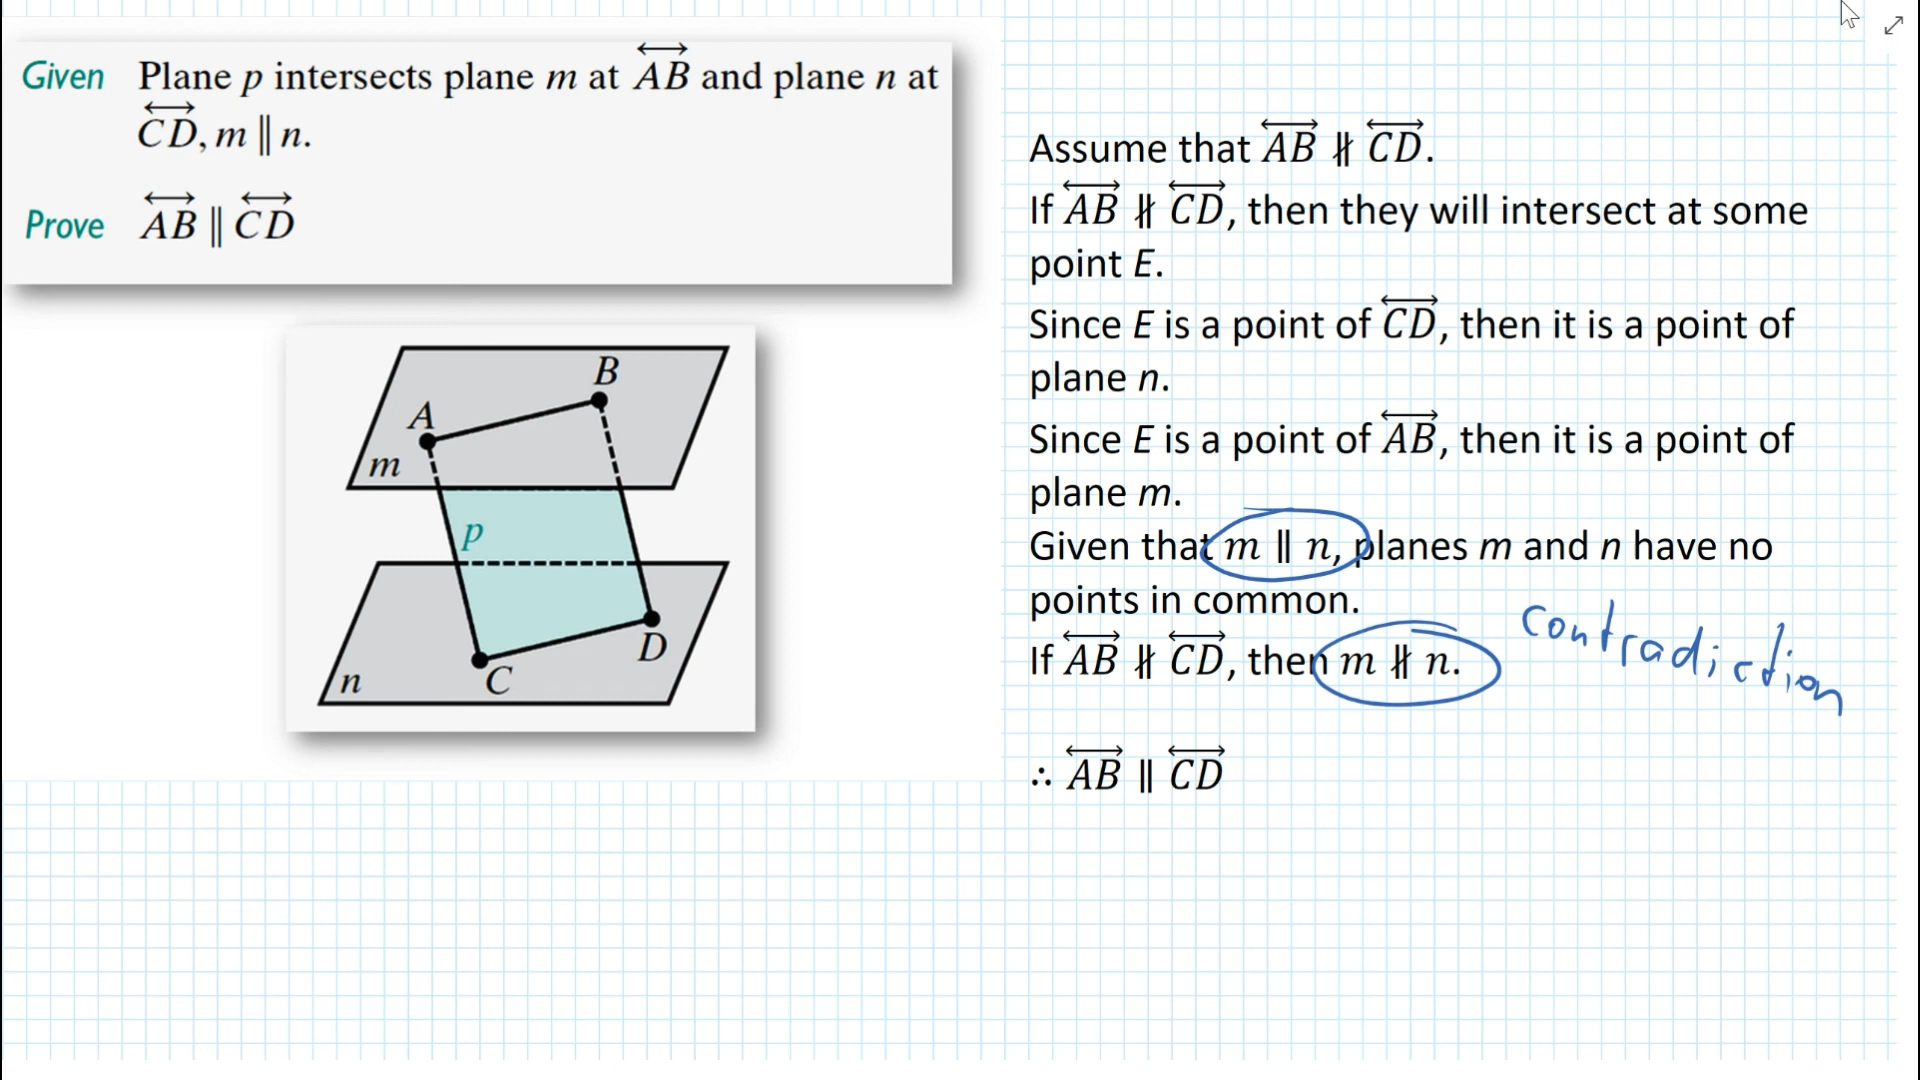 Given Plane p intersects plane m at AB and plane n at
CD, m ∥ n.
Prove AB ∥ CD
B
A
m
p
D
C
n
Assume that AB ∦ CD.
If AB ∦ CD, then they will intersect at some
point E.
Since E is a point of CD, then it is a point of
plane n.
Since E is a point of AB, then it is a point of
plane m.
Given that m ∥ n, planes m and n have no
points in common.
If AB ∦ CD, then m ∦ n.
contradiction
∴ AB ∥ CD